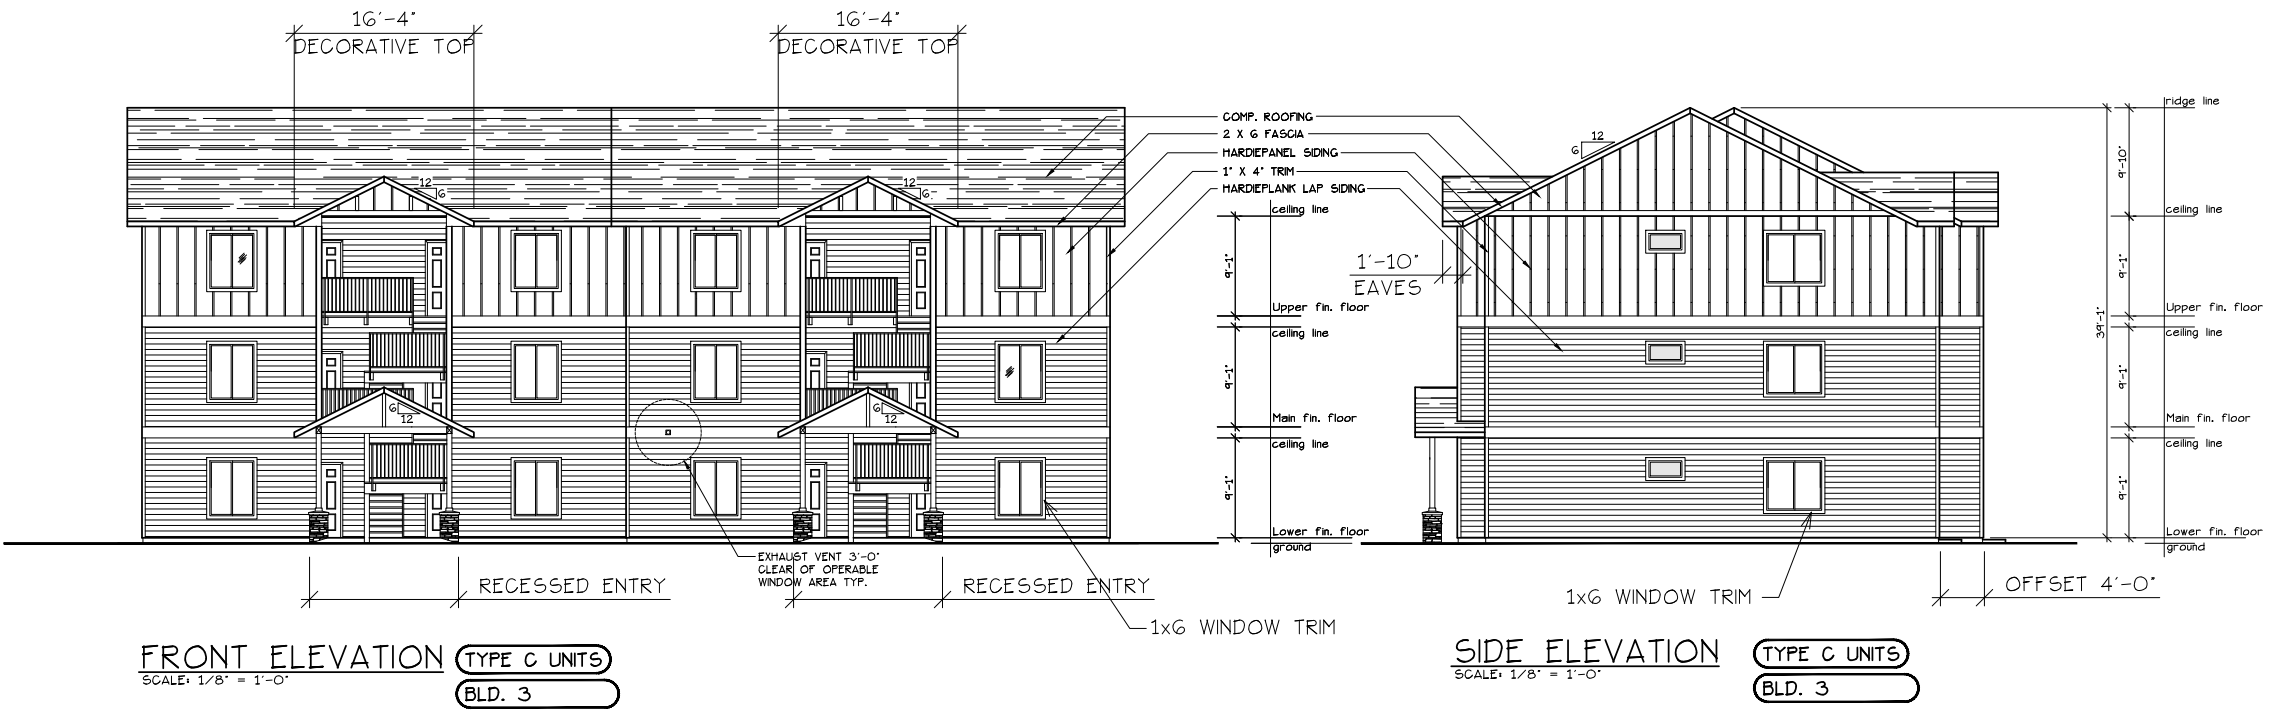 16'-4"
DECORATIVE TOP
16'-4"
DECORATIVE TOP
12
6
12
6
6
12
6
12
COMP. ROOFING
2 X 6 FASCIA
HARDIEPANEL SIDING
1" X 4" TRIM
HARDIEPLANK LAP SIDING
ceiling line
9'-1"
Upper fin. floor
ceiling line
9'-1"
Main fin. floor
ceiling line
9'-1"
Lower fin. floor
ground
EXHAUST VENT 3'-0"
CLEAR OF OPERABLE
WINDOW AREA TYP.
RECESSED ENTRY
RECESSED ENTRY
1x6 WINDOW TRIM
FRONT ELEVATION
SCALE: 1/8" = 1'-0"
TYPE C UNITS
BLD. 3
12
6
1'-10"
EAVES
39'-1"
ridge line
9'-10"
ceiling line
9'-1"
Upper fin. floor
ceiling line
9'-1"
Main fin. floor
ceiling line
9'-1"
Lower fin. floor
ground
1x6 WINDOW TRIM
OFFSET 4'-0"
SIDE ELEVATION
SCALE: 1/8" = 1'-0"
TYPE C UNITS
BLD. 3